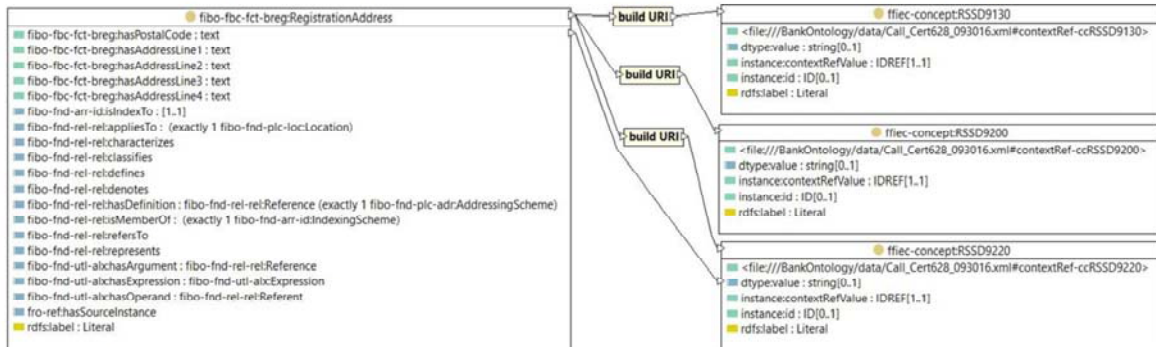 fibo-fbc-fct-breg:RegistrationAddress
fibo-fbc-fct-breg:hasPostalCode : text
fibo-fbc-fct-breg:hasAddressLine1 : text
fibo-fbc-fct-breg:hasAddressLine2 : text
fibo-fbc-fct-breg:hasAddressLine3 : text
fibo-fbc-fct-breg:hasAddressLine4 : text
fibo-fnd-arr-id:isIndexTo : [1..1]
fibo-fnd-rel-rel:appliesTo : (exactly 1 fibo-fnd-plc-loc:Location)
fibo-fnd-rel-rel:characterizes
fibo-fnd-rel-rel:classifies
fibo-fnd-rel-rel:defines
fibo-fnd-rel-rel:denotes
fibo-fnd-rel-rel:hasDefinition : fibo-fnd-rel-rel:Reference (exactly 1 fibo-fnd-plc-adr:AddressingScheme)
fibo-fnd-rel-rel:isMemberOf : (exactly 1 fibo-fnd-arr-id:IndexingScheme)
fibo-fnd-rel-rel:refersTo
fibo-fnd-rel-rel:represents
fibo-fnd-utl-alx:hasArgument : fibo-fnd-rel-rel:Reference
fibo-fnd-utl-alx:hasExpression : fibo-fnd-utl-alx:Expression
fibo-fnd-utl-alx:hasOperand : fibo-fnd-rel-rel:Referent
fro-ref:hasSourceInstance
rdfs:label : Literal
build URI
build URI
build URI
ffiec-concept:RSSD9130
<file:///BankOntology/data/Call_Cert628_093016.xml#contextRef-ccRSSD9130>
dtype:value : string[0..1]
instance:contextRefValue : IDREF[1..1]
instance:id : ID[0..1]
rdfs:label : Literal
ffiec-concept:RSSD9200
<file:///BankOntology/data/Call_Cert628_093016.xml#contextRef-ccRSSD9200>
dtype:value : string[0..1]
instance:contextRefValue : IDREF[1..1]
instance:id : ID[0..1]
rdfs:label : Literal
ffiec-concept:RSSD9220
<file:///BankOntology/data/Call_Cert628_093016.xml#contextRef-ccRSSD9220>
dtype:value : string[0..1]
instance:contextRefValue : IDREF[1..1]
instance:id : ID[0..1]
rdfs:label : Literal